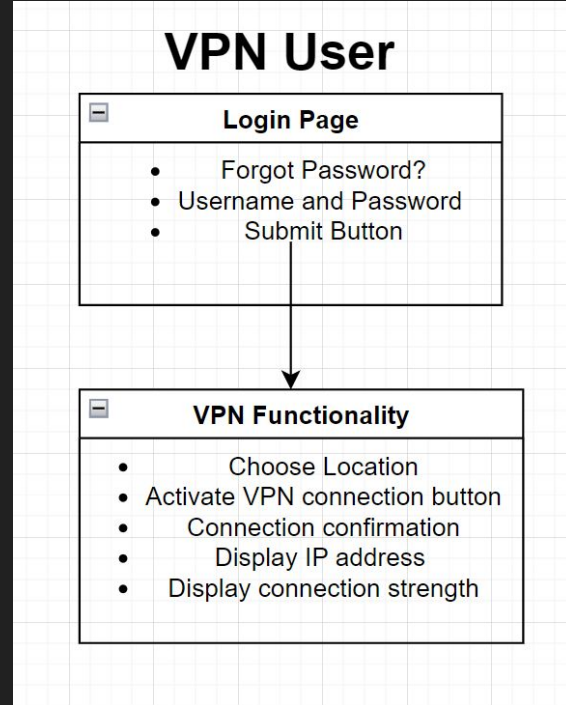 VPN User
Login Page
Forgot Password?
Username and Password
Submit Button
VPN Functionality
Choose Location
Activate VPN connection button
Connection confirmation
Display IP address
Display connection strength